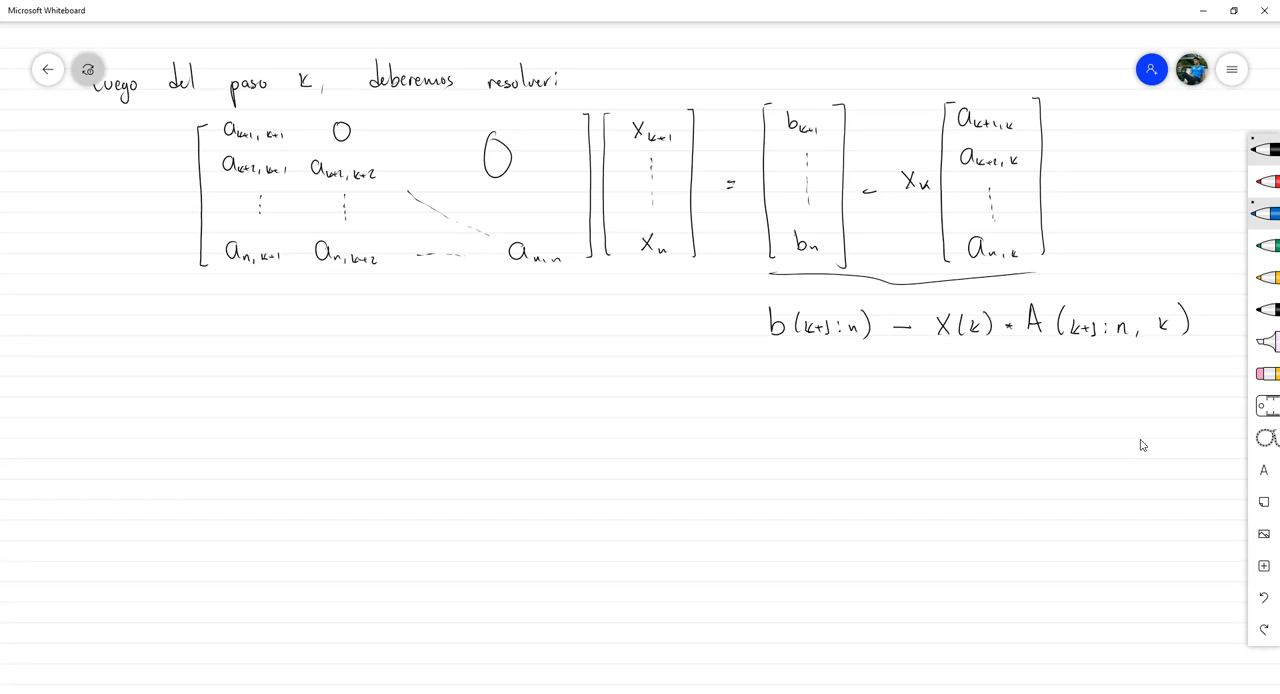 Microsoft Whiteboard
Luego del paso k, deberemos resolver:
[ a_{k+1,k+1} 0 0 ] [ x_{k+1} ] = [ b_{k+1} ] - x_k [ a_{k+1,k} ]
a_{k+2,k+1} a_{k+2,k+2} a_{k+2,k}
a_{n,k+1} a_{n,k+2} --- a_{n,n} x_n b_n a_{n,k}
b(k+1:n) - x(k) * A(k+1:n, k)
A